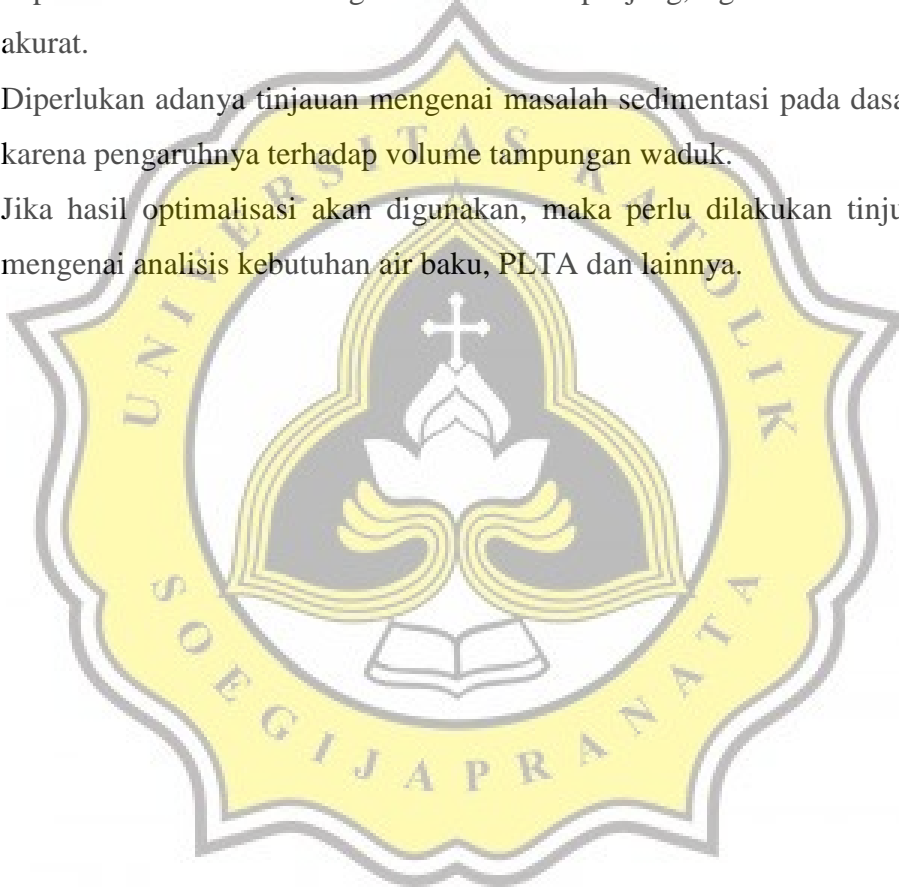 akurat.
Diperlukan adanya tinjauan mengenai masalah sedimentasi pada dasa
karena pengaruhnya terhadap volume tampungan waduk.
Jika hasil optimalisasi akan digunakan, maka perlu dilakukan tinju
mengenai analisis kebutuhan air baku, PLTA dan lainnya.
UNIVERSITAS KATOLIK
SOEGIJAPRANATA